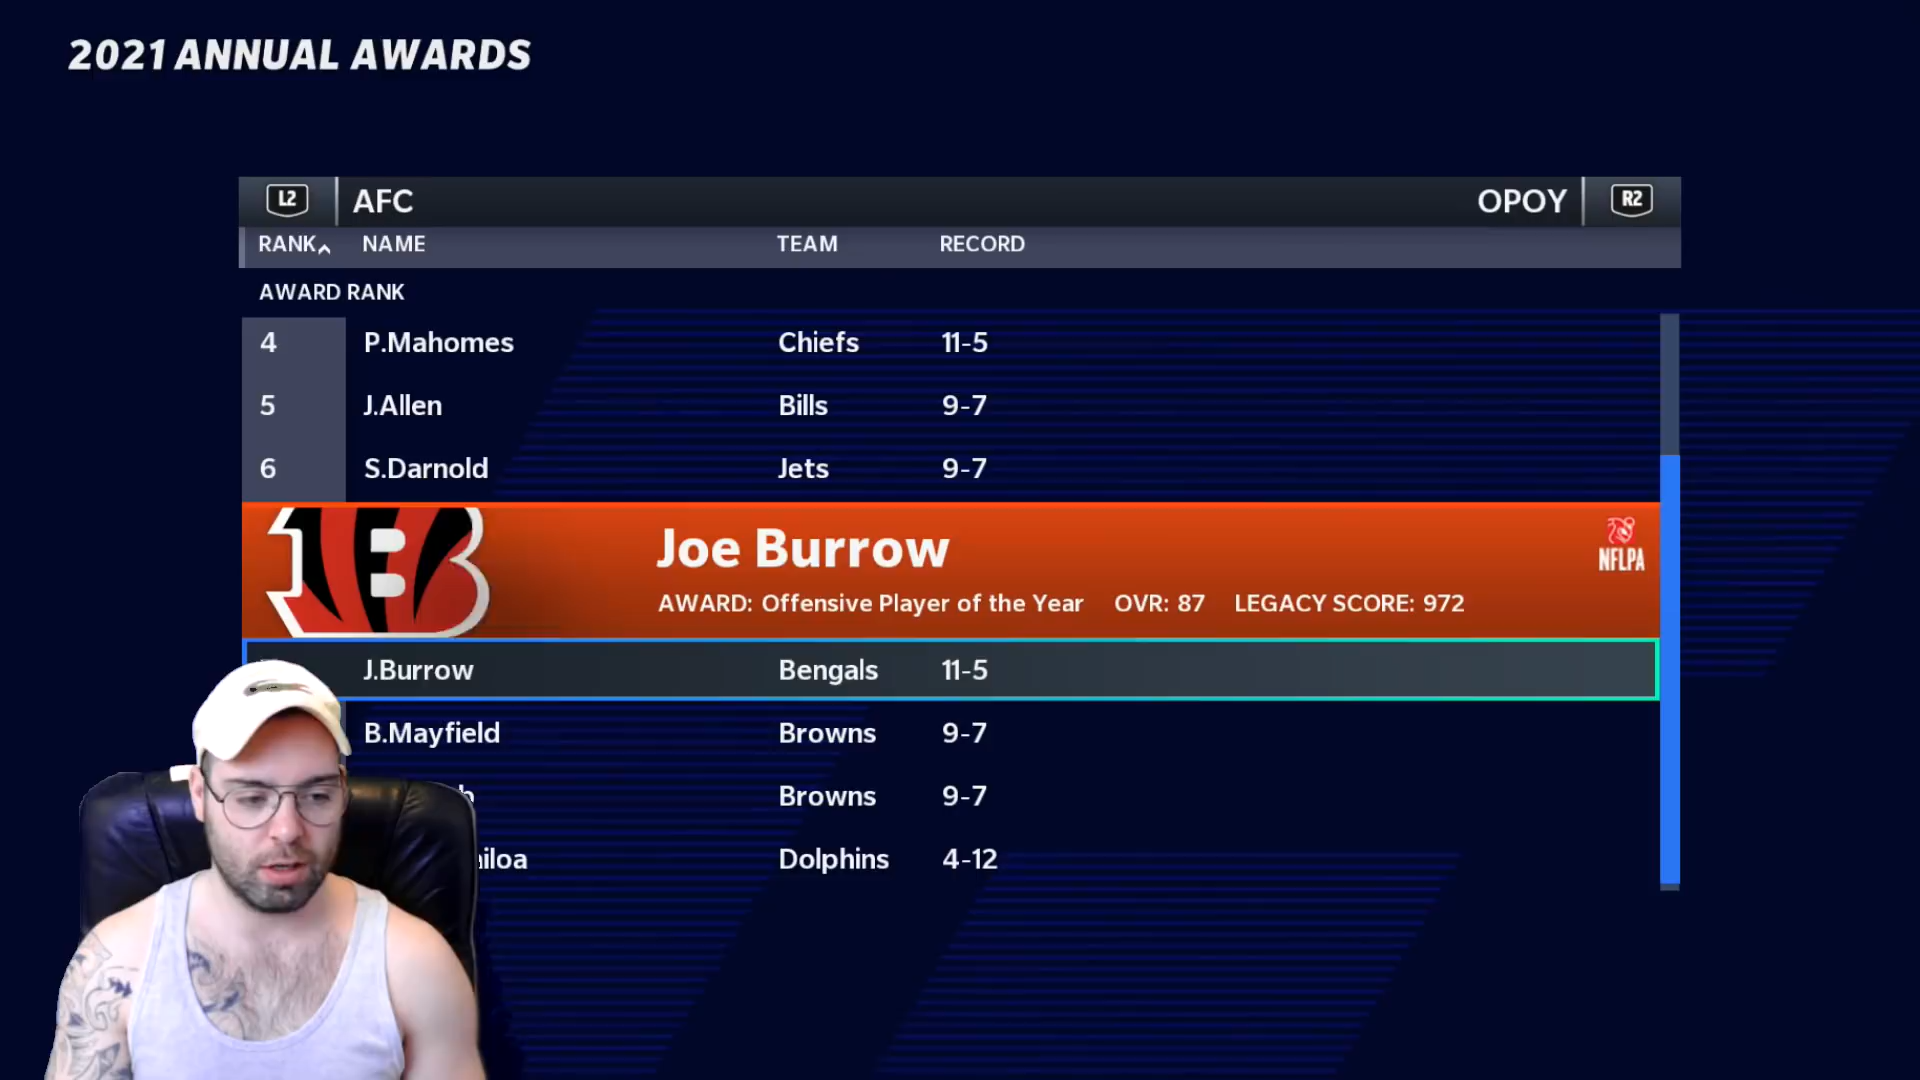 2021 ANNUAL AWARDS
L2 AFC OPOY R2
RANK NAME TEAM RECORD
AWARD RANK
4 P.Mahomes Chiefs 11-5
5 J.Allen Bills 9-7
6 S.Darnold Jets 9-7
Joe Burrow
NFLPA
AWARD: Offensive Player of the Year OVR: 87 LEGACY SCORE: 972
J.Burrow Bengals 11-5
B.Mayfield Browns 9-7
Browns 9-7
Dolphins 4-12